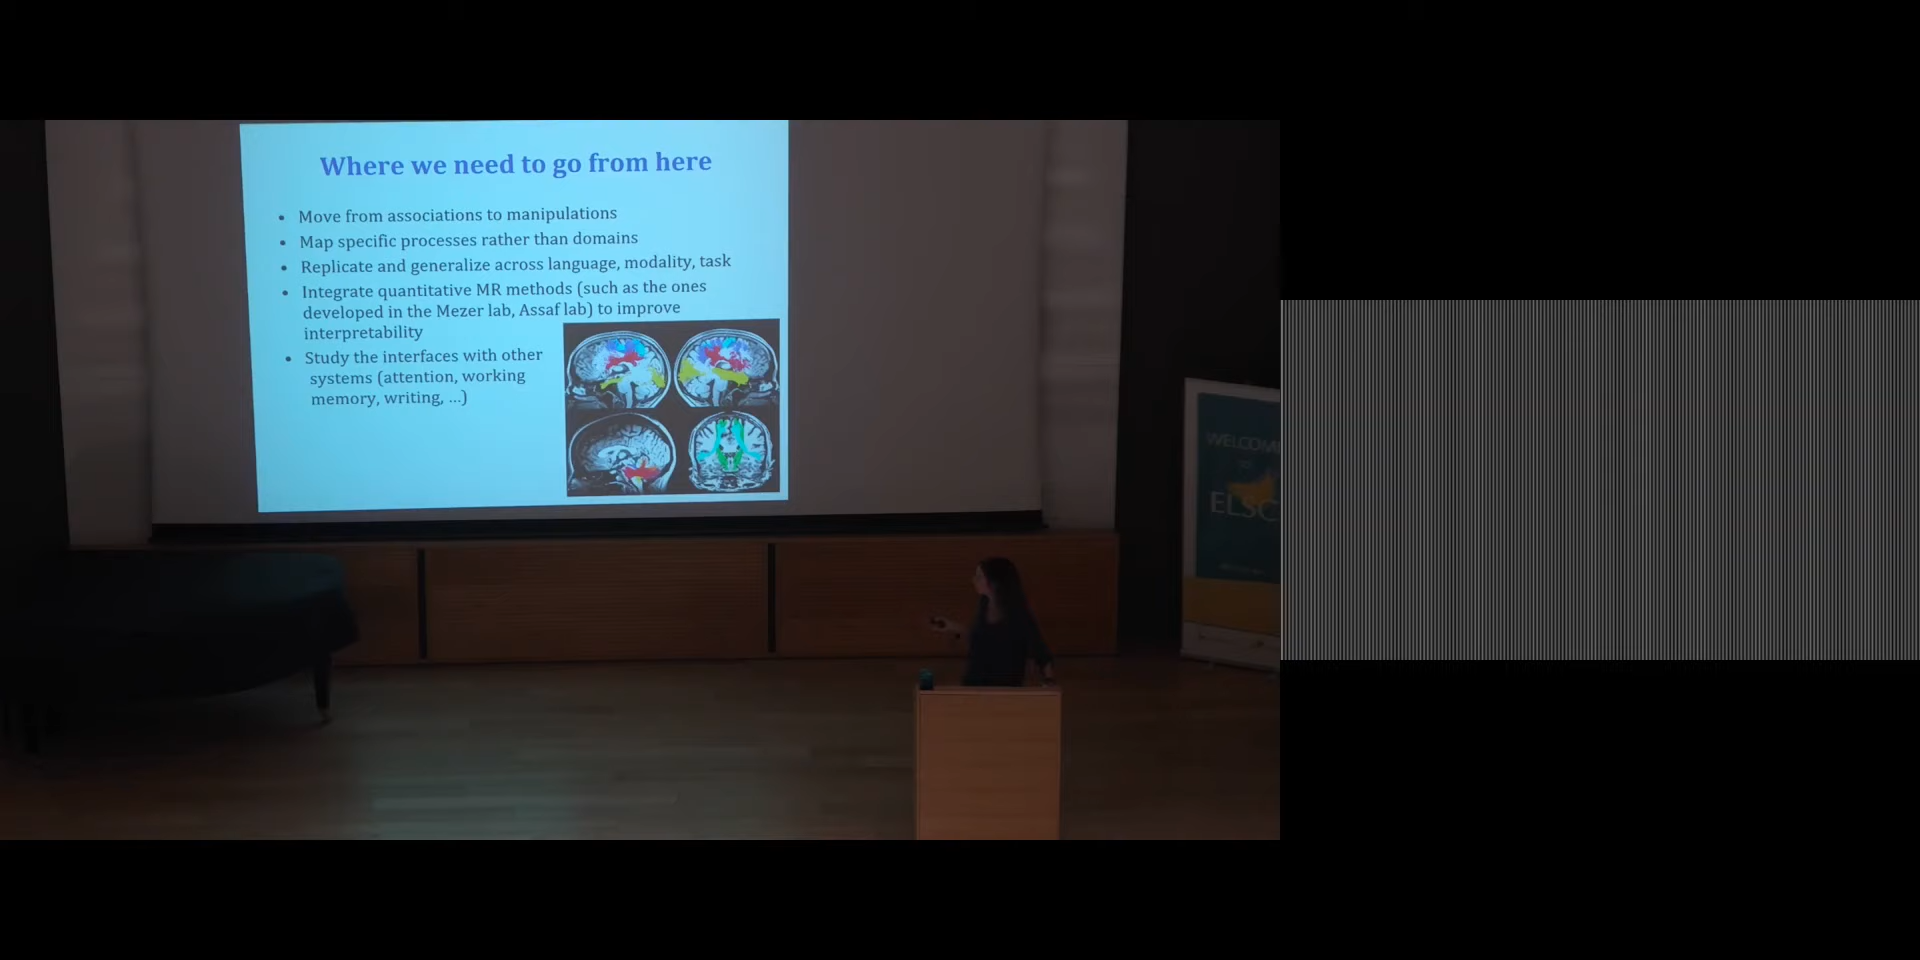 Where we need to go from here
• Move from associations to manipulations
• Map specific processes rather than domains
• Replicate and generalize across language, modality, task
• Integrate quantitative MR methods (such as the ones
developed in the Mezer lab, Assaf lab) to improve
interpretability
• Study the interfaces with other
systems (attention, working
memory, writing, ...)
WELCOME
TO
ELSC